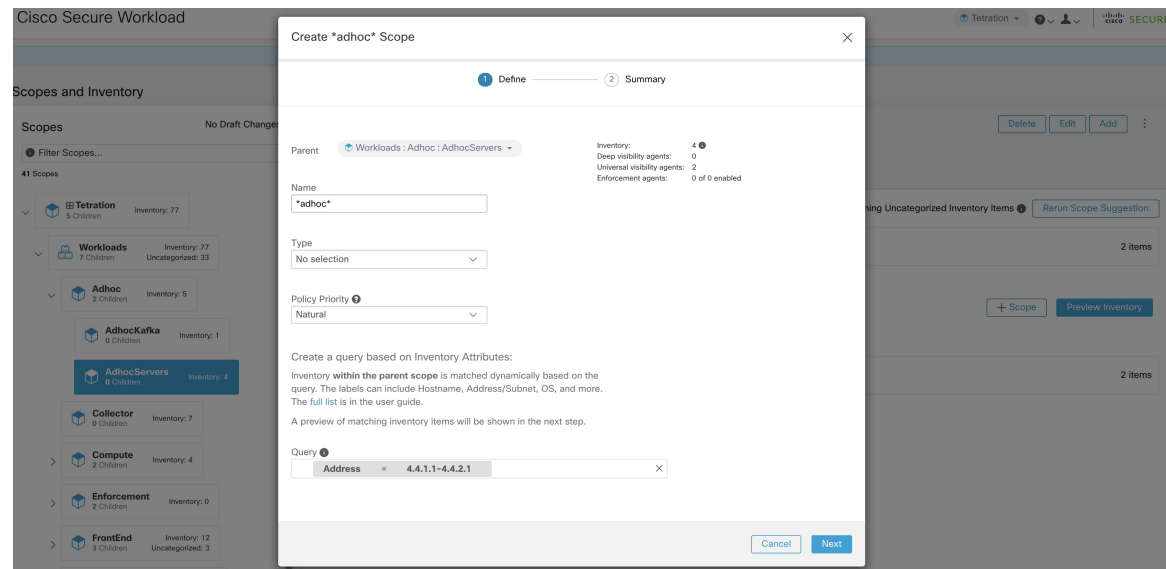 Cisco Secure Workload
Tetration
cisco SECURE
Scopes and Inventory
Scopes
No Draft Changes
Filter Scopes...
41 Scopes
Tetration
5 Children
Inventory: 77
Workloads
7 Children
Inventory: 77
Uncategorized: 33
Adhoc
2 Children
Inventory: 5
AdhocKafka
0 Children
Inventory: 1
AdhocServers
0 Children
Inventory: 4
Collector
0 Children
Inventory: 7
Compute
2 Children
Inventory: 4
Enforcement
2 Children
Inventory: 0
FrontEnd
3 Children
Inventory: 12
Uncategorized: 3
Create *adhoc* Scope
1 Define
2 Summary
Parent
Workloads : Adhoc : AdhocServers
Inventory: 4
Deep visibility agents: 0
Universal visibility agents: 2
Enforcement agents: 0 of 0 enabled
Name
*adhoc*
Type
No selection
Policy Priority
Natural
Create a query based on Inventory Attributes:
Inventory within the parent scope is matched dynamically based on the
query. The labels can include Hostname, Address/Subnet, OS, and more.
The full list is in the user guide.
A preview of matching inventory items will be shown in the next step.
Query
Address = 4.4.1.1-4.4.2.1
Cancel
Next
Delete
Edit
Add
ning Uncategorized Inventory Items
Rerun Scope Suggestion
2 items
+ Scope
Preview Inventory
2 items